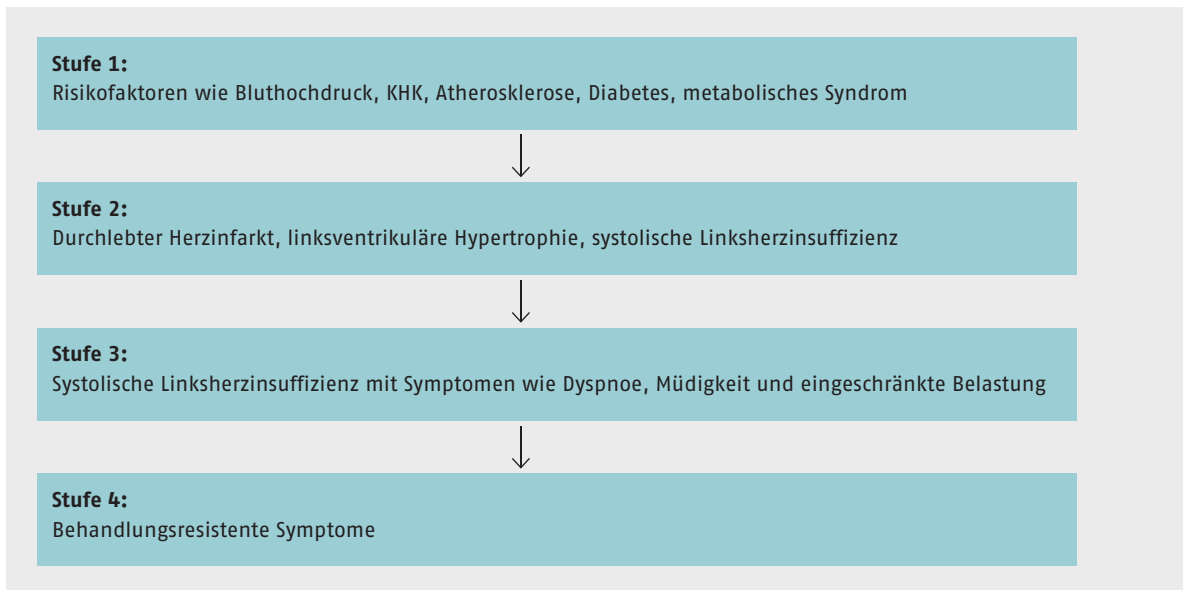 Stufe 1:
Risikofaktoren wie Bluthochdruck, KHK, Atherosklerose, Diabetes, metabolisches Syndrom
Stufe 2:
Durchlebter Herzinfarkt, linksventrikuläre Hypertrophie, systolische Linksherzinsuffizienz
Stufe 3:
Systolische Linksherzinsuffizienz mit Symptomen wie Dyspnoe, Müdigkeit und eingeschränkte Belastung
Stufe 4:
Behandlungsresistente Symptome